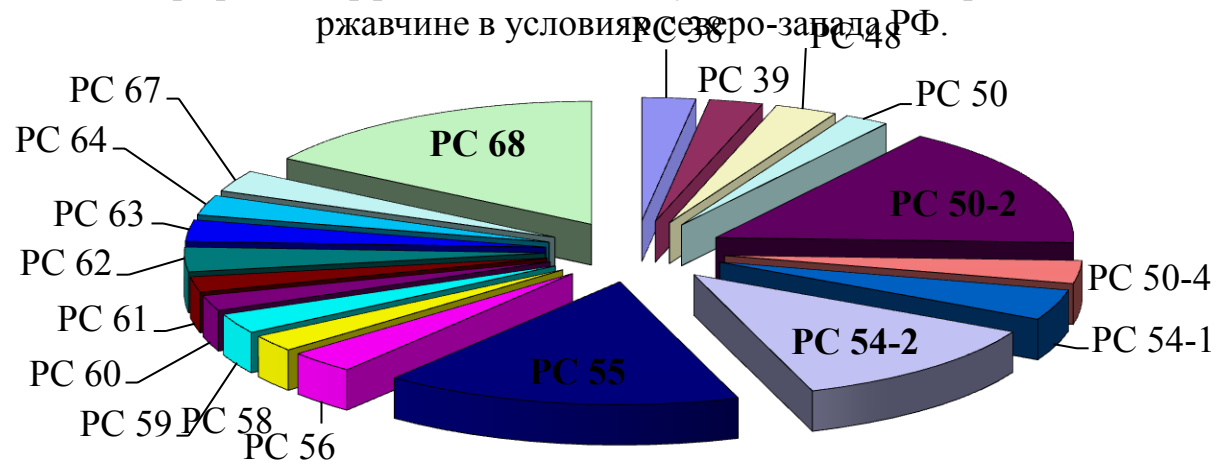 ржавчине в условиях северо-запада РФ.
РС 38
РС 48
РС 39
РС 50
РС 67
РС 68
РС 64
РС 50-2
РС 63
РС 62
РС 50-4
РС 61
РС 54-1
РС 54-2
РС 60
РС 55
РС 59
РС 58
РС 56